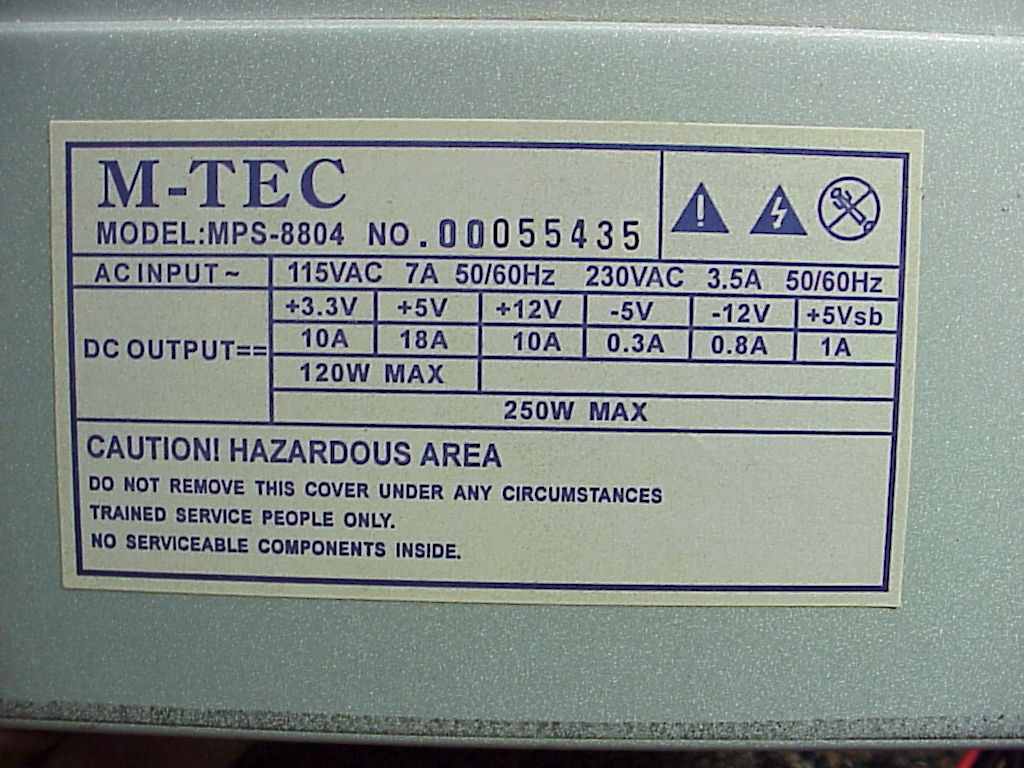 M-TEC
MODEL:MPS-8804 NO.00055435
AC INPUT~ 115VAC 7A 50/60Hz 230VAC 3.5A 50/60Hz
+3.3V +5V +12V -5V -12V +5Vsb
DC OUTPUT== 10A 18A 10A 0.3A 0.8A 1A
120W MAX
250W MAX
CAUTION! HAZARDOUS AREA
DO NOT REMOVE THIS COVER UNDER ANY CIRCUMSTANCES
TRAINED SERVICE PEOPLE ONLY.
NO SERVICEABLE COMPONENTS INSIDE.